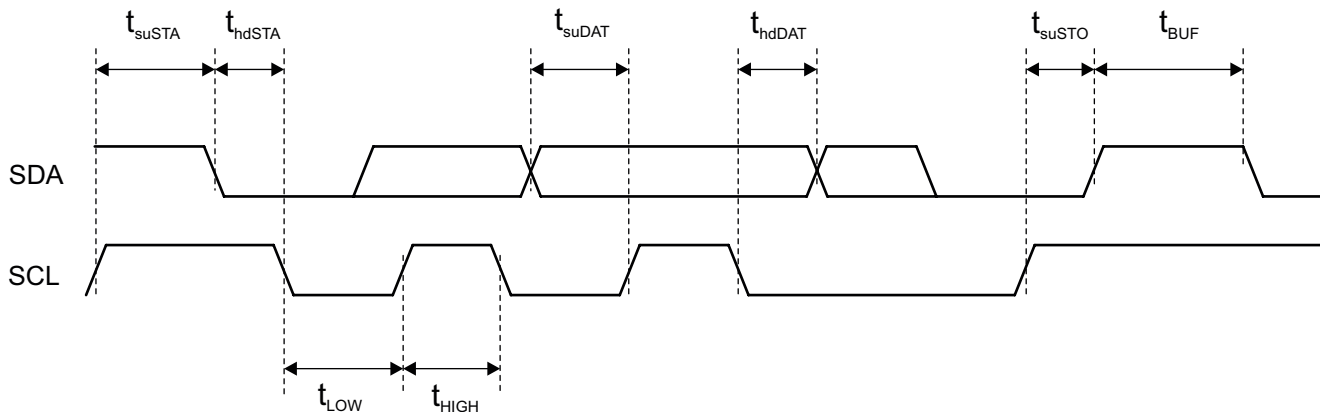 tsuSTA thdSTA tsuDAT thdDAT tsuSTO tBUF
SDA
SCL
tLOW tHIGH